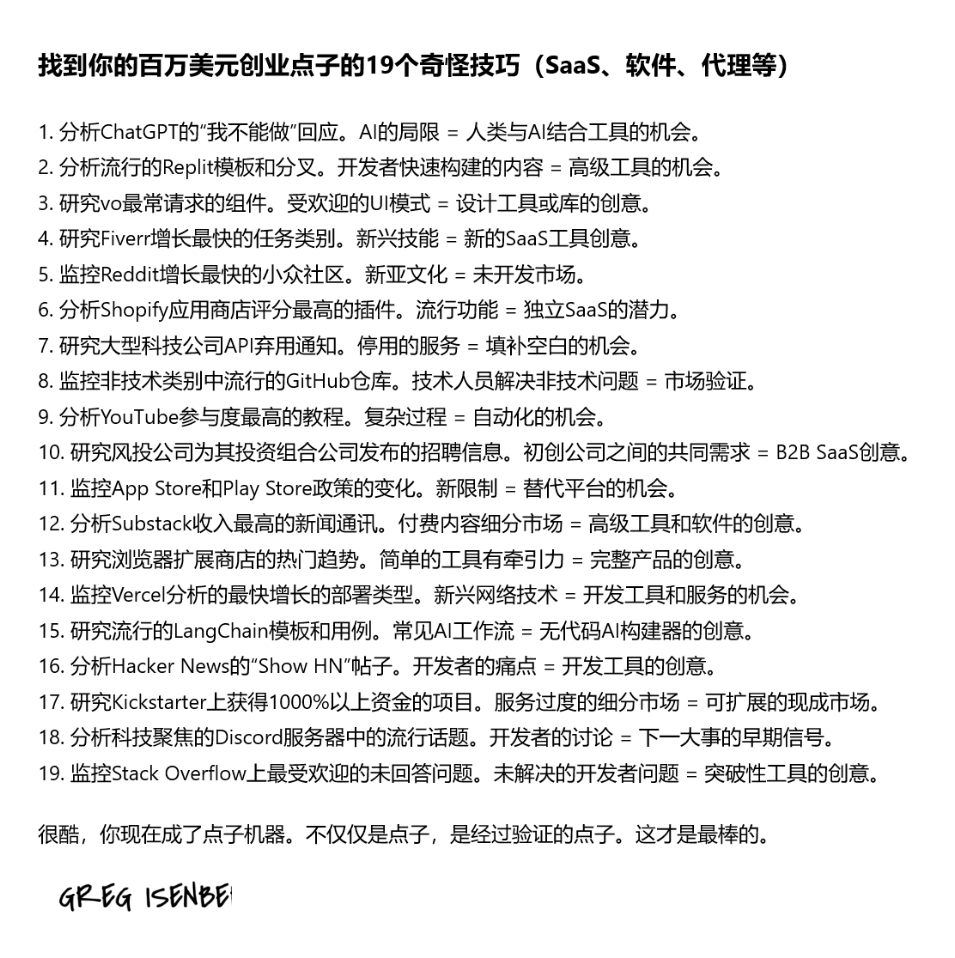 找到你的百万美元创业点子的19个奇怪技巧（SaaS、软件、代理等）
1. 分析ChatGPT的“我不能做”回应。AI的局限 = 人类与AI结合工具的机会。
2. 分析流行的Replit模板和分叉。开发者快速构建的内容 = 高级工具的机会。
3. 研究vo最常请求的组件。受欢迎的UI模式 = 设计工具或库的创意。
4. 研究Fiverr增长最快的任务类别。新兴技能 = 新的SaaS工具创意。
5. 监控Reddit增长最快的小众社区。新亚文化 = 未开发市场。
6. 分析Shopify应用商店评分最高的插件。流行功能 = 独立SaaS的潜力。
7. 研究大型科技公司API弃用通知。停用的服务 = 填补空白的机会。
8. 监控非技术类别中流行的GitHub仓库。技术人员解决非技术问题 = 市场验证。
9. 分析YouTube参与度最高的教程。复杂过程 = 自动化的机会。
10. 研究风投公司为其投资组合公司发布的招聘信息。初创公司之间的共同需求 = B2B SaaS创意。
11. 监控App Store和Play Store政策的变化。新限制 = 替代平台的机会。
12. 分析Substack收入最高的新闻通讯。付费内容细分市场 = 高级工具和软件的创意。
13. 研究浏览器扩展商店的热门趋势。简单的工具有牵引力 = 完整产品的创意。
14. 监控Vercel分析的最快增长的部署类型。新兴网络技术 = 开发工具和服务的机会。
15. 研究流行的LangChain模板和用例。常见AI工作流 = 无代码AI构建器的创意。
16. 分析Hacker News的“Show HN”帖子。开发者的痛点 = 开发工具的创意。
17. 研究Kickstarter上获得1000%以上资金的项目。服务过度的细分市场 = 可扩展的现成市场。
18. 分析科技聚焦的Discord服务器中的流行话题。开发者的讨论 = 下一大事的早期信号。
19. 监控Stack Overflow上最受欢迎的未回答问题。未解决的开发者问题 = 突破性工具的创意。
很酷，你现在成了点子机器。不仅仅是点子，是经过验证的点子。这才是最棒的。
GREG ISENBE